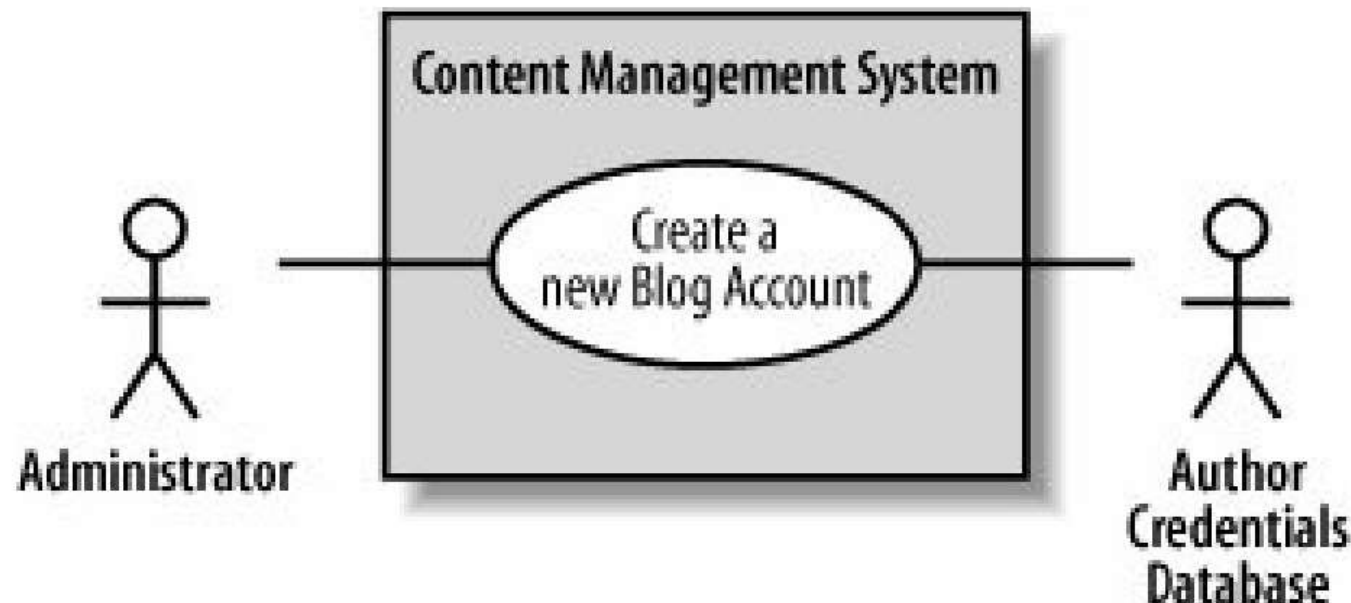 Content Management System
Create a
new Blog Account
Administrator
Author
Credentials
Database